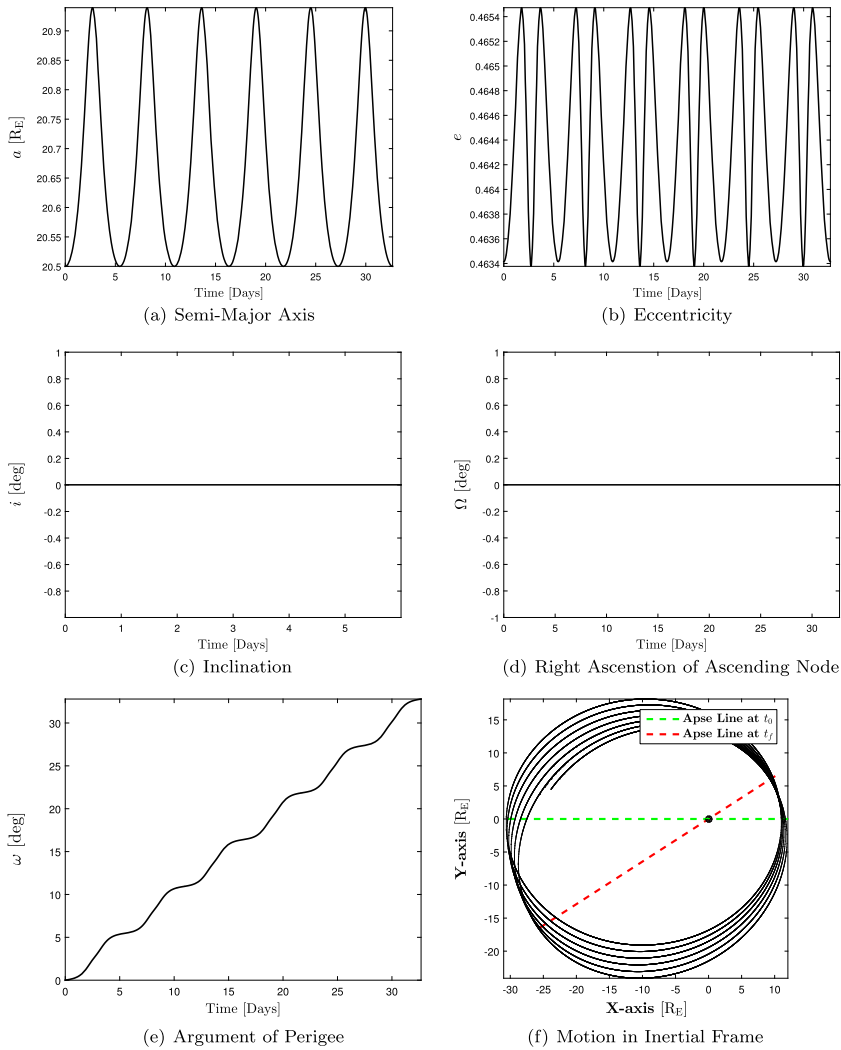 20.9
20.85
20.8
20.75
20.7
20.65
20.6
20.55
20.5
a [R_E]
0 5 10 15 20 25 30
Time [Days]
(a) Semi-Major Axis
0.4654
0.4652
0.465
0.4648
0.4646
0.4644
0.4642
0.464
0.4638
0.4636
0.4634
e
0 5 10 15 20 25 30
Time [Days]
(b) Eccentricity
1
0.8
0.6
0.4
0.2
0
-0.2
-0.4
-0.6
-0.8
i [deg]
0 1 2 3 4 5
Time [Days]
(c) Inclination
1
0.8
0.6
0.4
0.2
0
-0.2
-0.4
-0.6
-0.8
-1
Ω [deg]
0 5 10 15 20 25 30
Time [Days]
(d) Right Ascenstion of Ascending Node
30
25
20
15
10
5
0
ω [deg]
0 5 10 15 20 25 30
Time [Days]
(e) Argument of Perigee
15
10
5
0
-5
-10
-15
-20
Y-axis [R_E]
Apse Line at t_0
Apse Line at t_f
-30 -25 -20 -15 -10 -5 0 5 10
X-axis [R_E]
(f) Motion in Inertial Frame